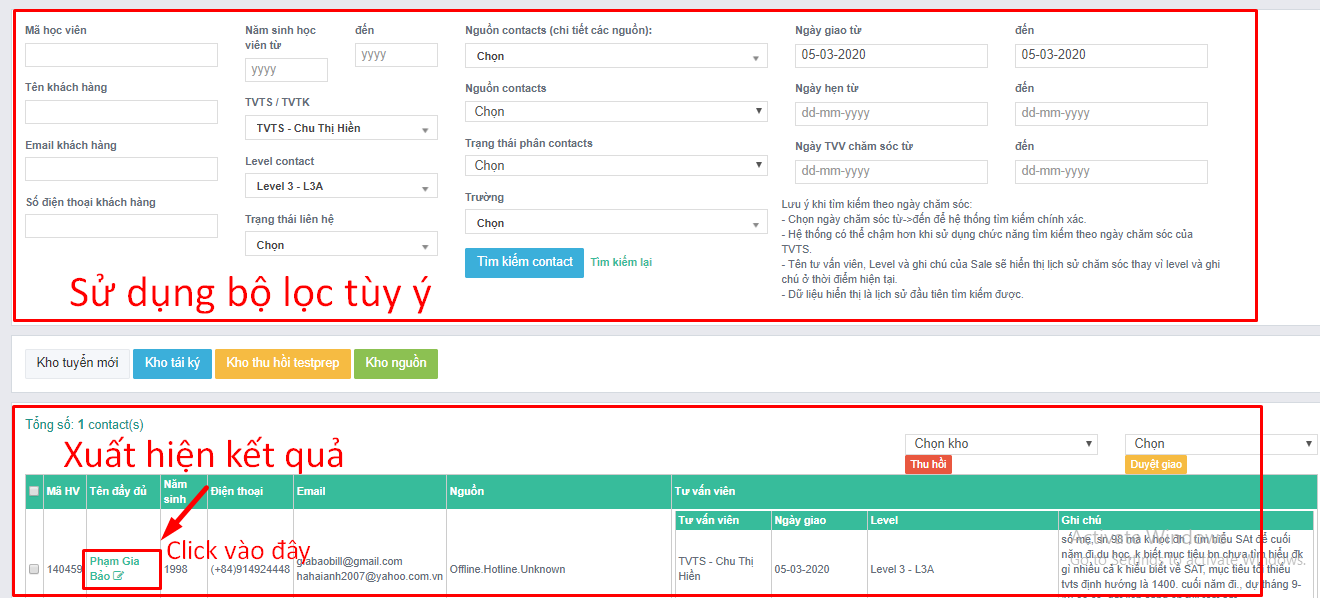 Mã học viên
Năm sinh học viên từ
đến
Nguồn contacts (chi tiết các nguồn):
Ngày giao từ
đến
yyyy
yyyy
Chọn
05-03-2020
05-03-2020
Tên khách hàng
TVTS / TVTK
Nguồn contacts
Ngày hẹn từ
đến
TVTS - Chu Thị Hiền
Chọn
dd-mm-yyyy
dd-mm-yyyy
Email khách hàng
Level contact
Trạng thái phân contacts
Ngày TVV chăm sóc từ
đến
Level 3 - L3A
Chọn
dd-mm-yyyy
dd-mm-yyyy
Số điện thoại khách hàng
Trạng thái liên hệ
Trường
Chọn
Chọn
Tìm kiếm contact
Tìm kiếm lại
Lưu ý khi tìm kiếm theo ngày chăm sóc:
- Chọn ngày chăm sóc từ->đến để hệ thống tìm kiếm chính xác.
- Hệ thống có thể chậm hơn khi sử dụng chức năng tìm kiếm theo ngày chăm sóc của
TVTS.
- Tên tư vấn viên, Level và ghi chú của Sale sẽ hiển thị lịch sử chăm sóc thay vì level và ghi
chú ở thời điểm hiện tại.
- Dữ liệu hiển thị là lịch sử đầu tiên tìm kiếm được.
Sử dụng bộ lọc tùy ý
Kho tuyển mới
Kho tái ký
Kho thu hồi testprep
Kho nguồn
Tổng số: 1 contact(s)
Xuất hiện kết quả
Chọn kho
Chọn
Thu hồi
Duyệt giao
Mã HV
Tên đầy đủ
Năm sinh
Điện thoại
Email
Nguồn
Tư vấn viên
Tư vấn viên
Ngày giao
Level
Ghi chú
Click vào đây
140459
Phạm Gia
Bảo
1998
(+84)914924448
giabaobill@gmail.com
hahaianh2007@yahoo.com.vn
Offline.Hotline.Unknown
TVTS - Chu Thị
Hiền
05-03-2020
Level 3 - L3A
số mẹ, sn 98 mà k học đh , tìm hiểu SAT để cuối
năm đi du học, k biết mục tiêu bn chưa tìm hiểu đk
gì nhiều cả k hiểu biết về SAT, mục tiêu tối thiểu
tvts định hướng là 1400. cuối năm đi., dự tháng 9-
Activate Windows
Go to Settings to activate Windows.